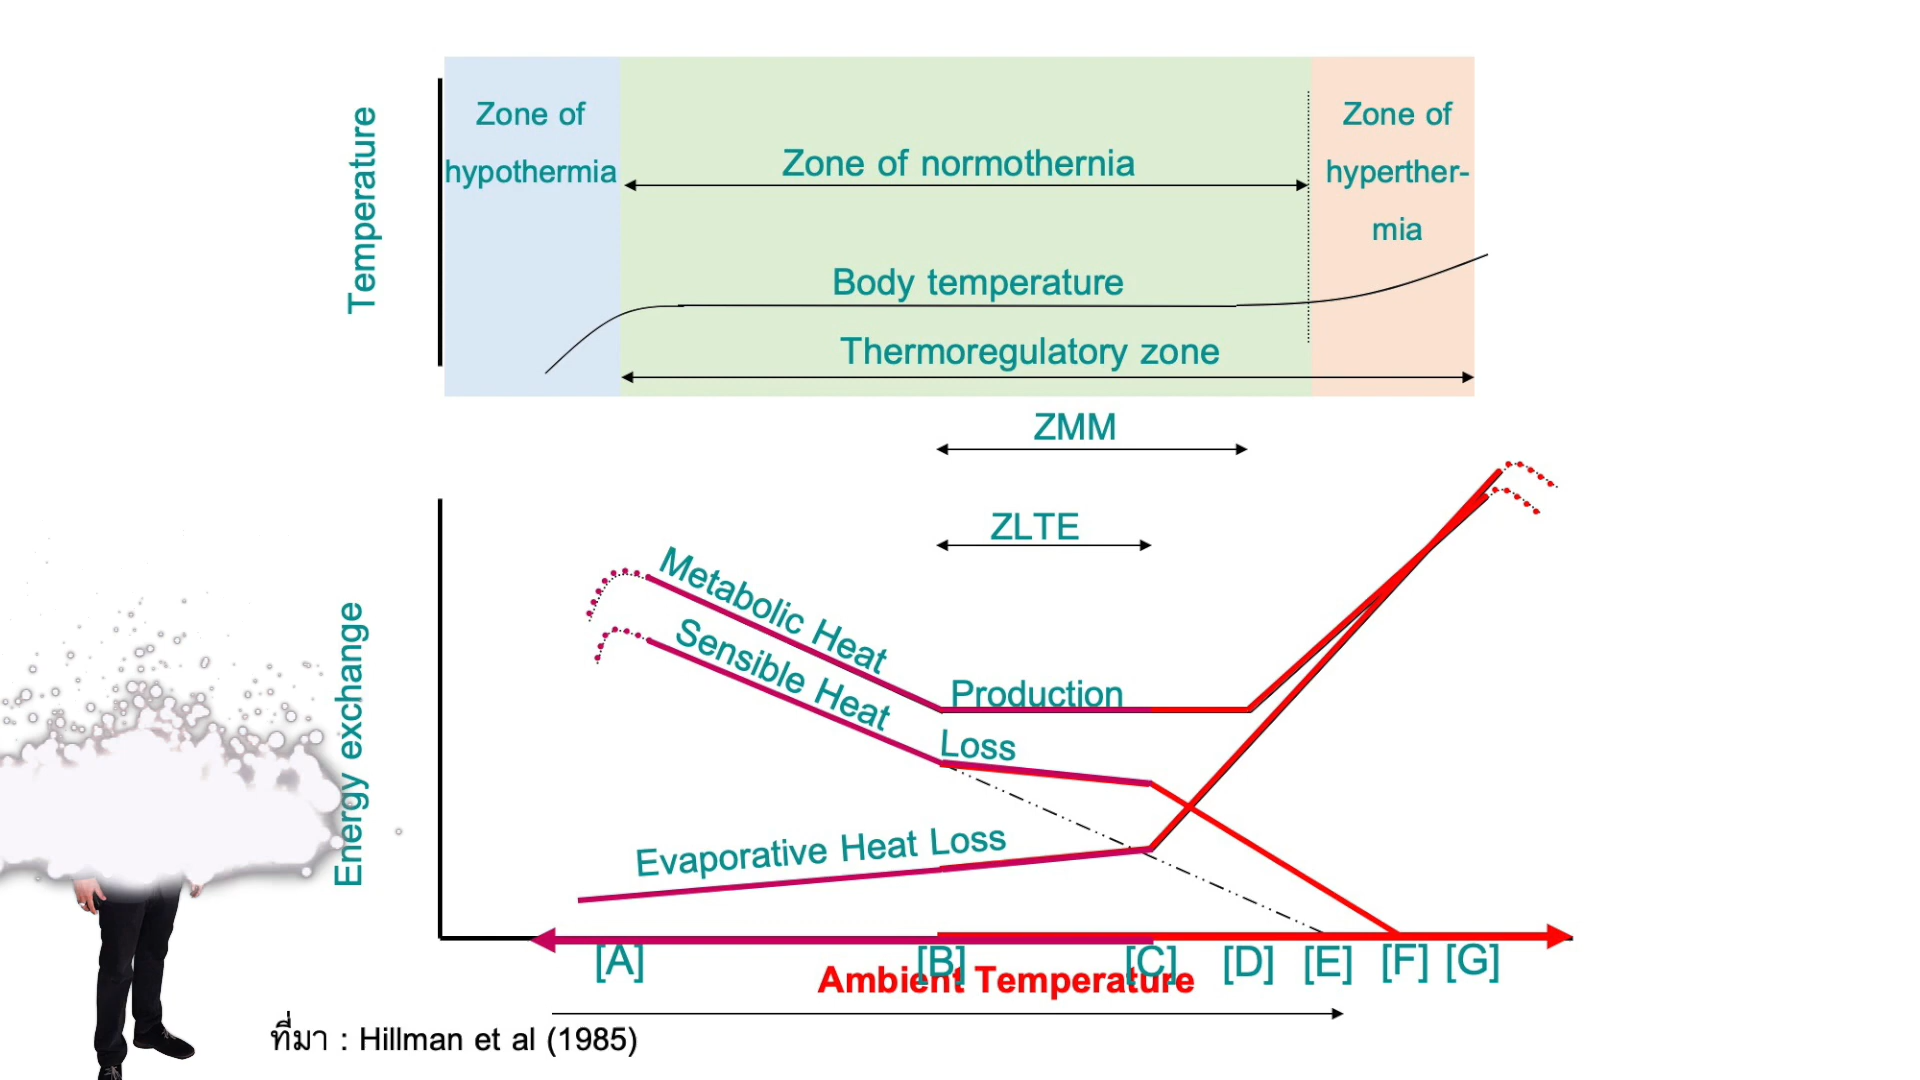 Temperature
Zone of
hypothermia
Zone of normothernia
Zone of
hyperther-
mia
Body temperature
Thermoregulatory zone
ZMM
ZLTE
Energy exchange
Metabolic Heat
Production
Sensible Heat
Loss
Evaporative Heat Loss
[A] [B] [C] [D] [E] [F] [G]
Ambient Temperature
ที่มา : Hillman et al (1985)